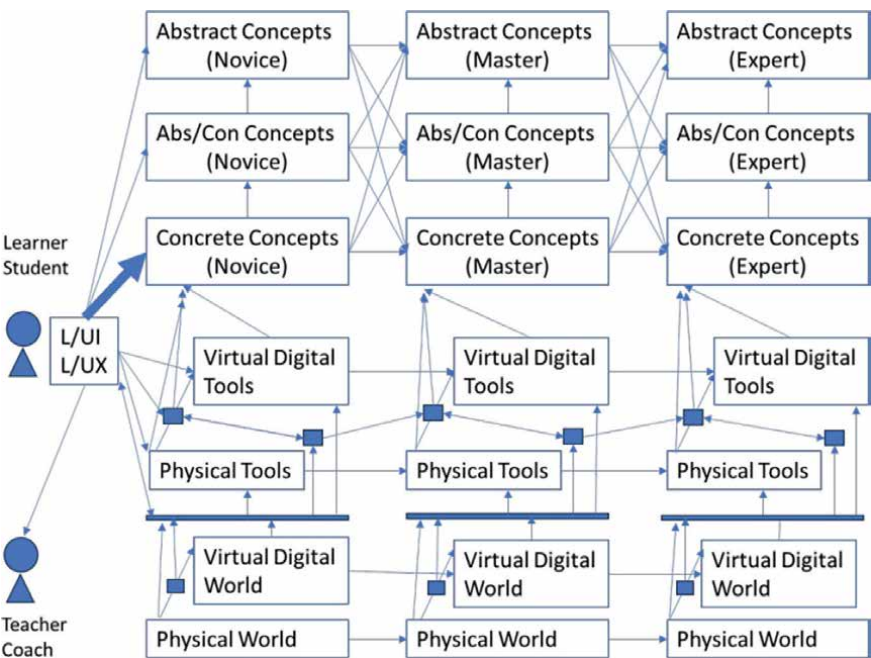 Abstract Concepts
(Novice)
Abstract Concepts
(Master)
Abstract Concepts
(Expert)
Abs/Con Concepts
(Novice)
Abs/Con Concepts
(Master)
Abs/Con Concepts
(Expert)
Learner
Student
Concrete Concepts
(Novice)
Concrete Concepts
(Master)
Concrete Concepts
(Expert)
L/UI
L/UX
Virtual Digital
Tools
Virtual Digital
Tools
Virtual Digital
Tools
Physical Tools
Physical Tools
Physical Tools
Virtual Digital
World
Virtual Digital
World
Virtual Digital
World
Teacher
Coach
Physical World
Physical World
Physical World